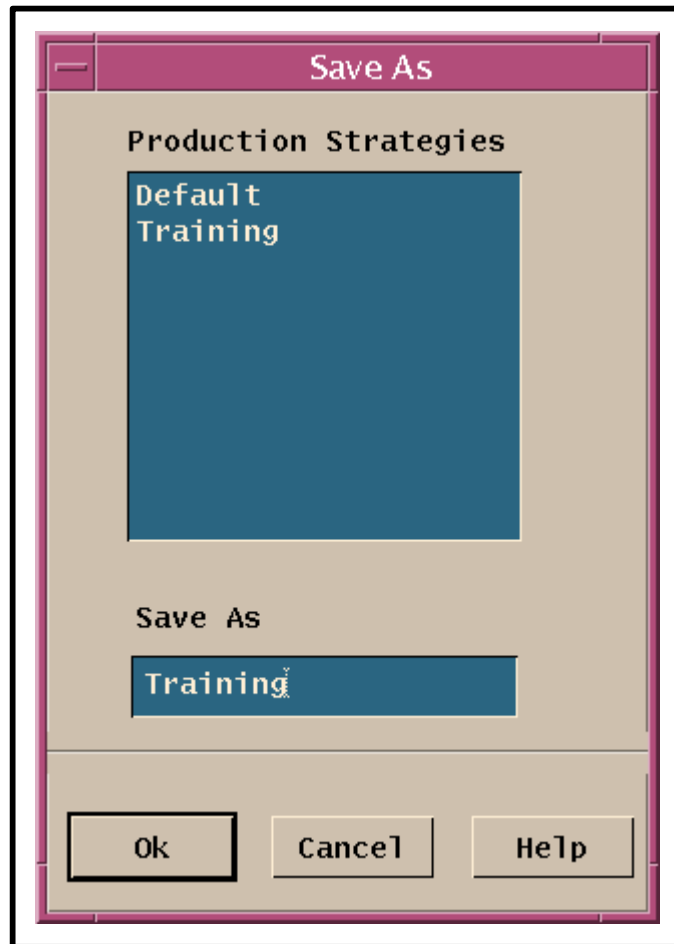 Save As
Production Strategies
Default
Training
Save As
Training
Ok Cancel Help